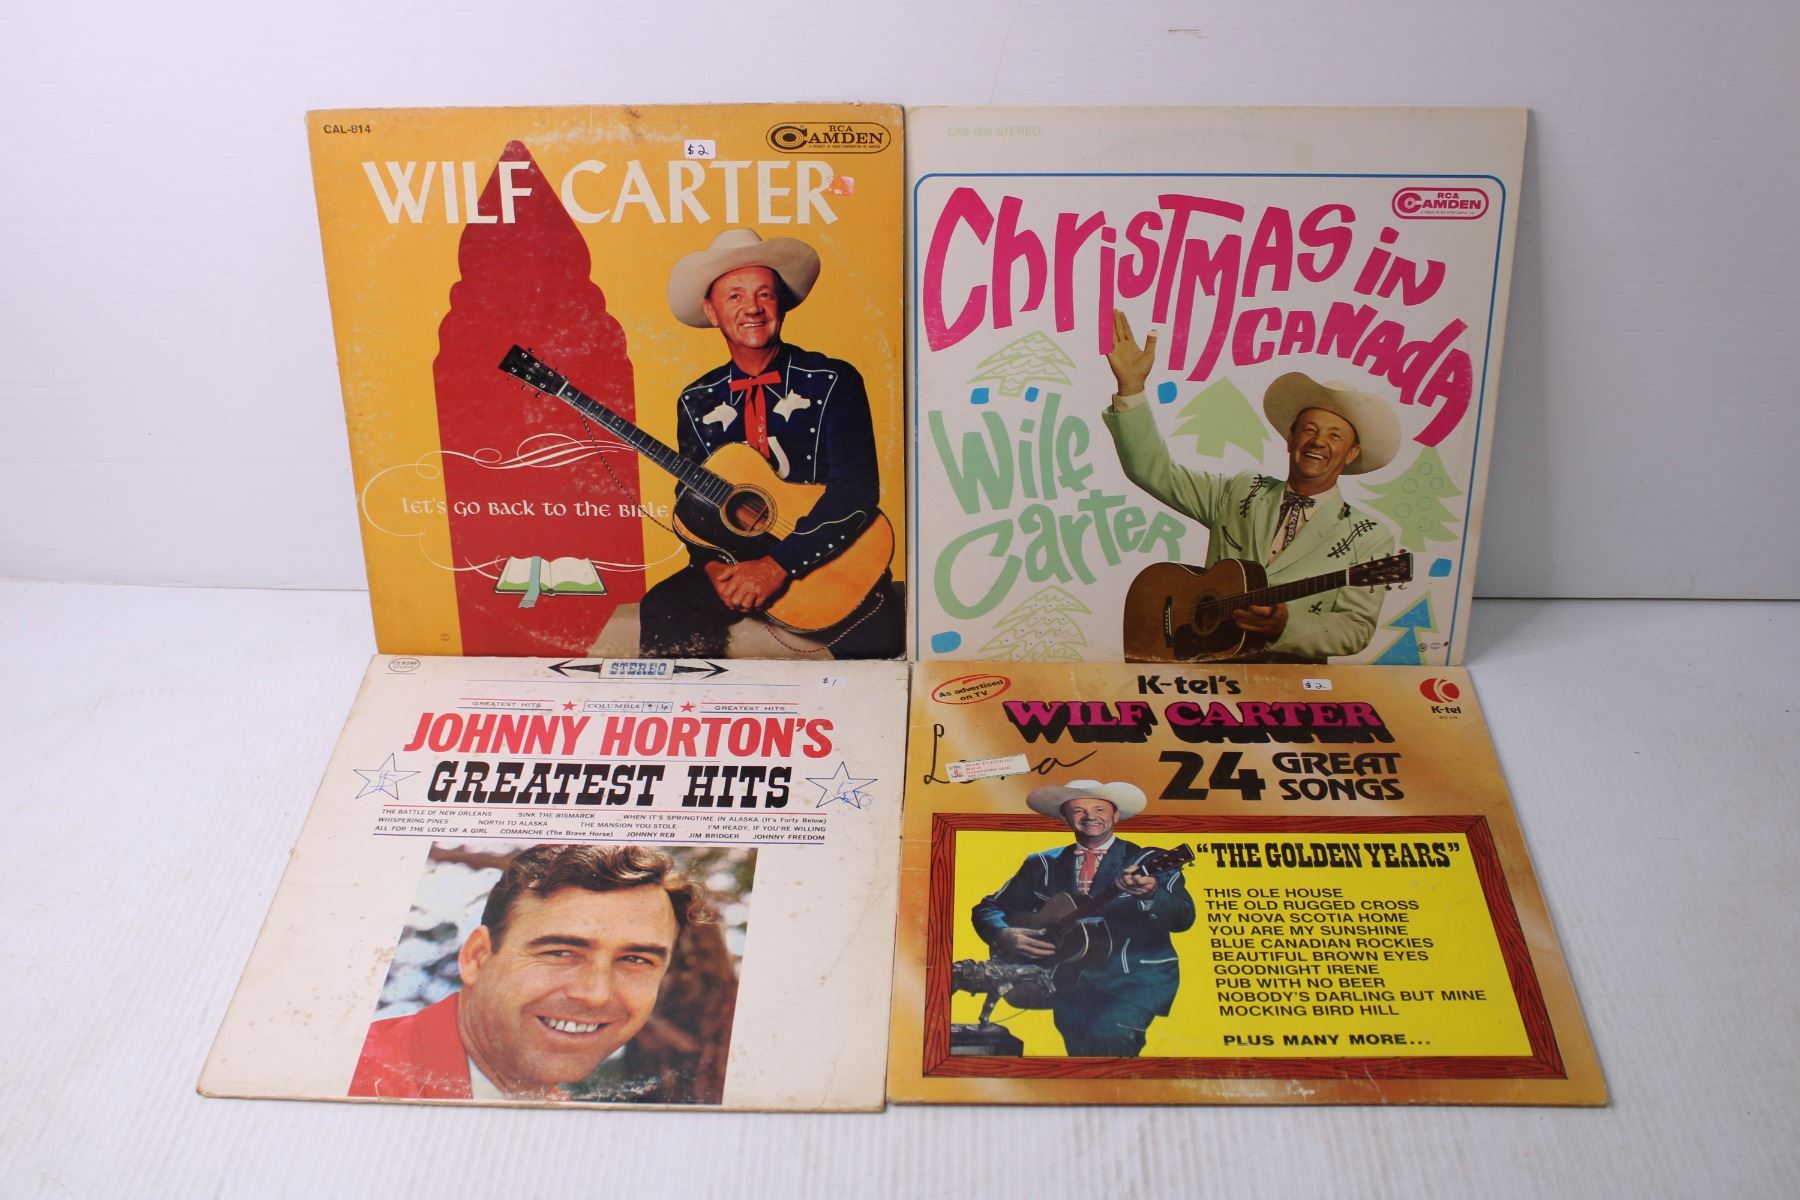 CAL-814
RCA
CAMDEN
$2
WILF CARTER
Let's go back to the Bible
CAS-889 STEREO
RCA
CAMDEN
Christmas in
Canada
Wilf
Carter
CS 8396
STEREO
STEREO
$1
GREATEST HITS ★ COLUMBIA ★ GREATEST HITS
JOHNNY HORTON'S
GREATEST HITS
THE BATTLE OF NEW ORLEANS SINK THE BISMARCK WHEN IT'S SPRINGTIME IN ALASKA (It's Forty Below)
WHISPERING PINES NORTH TO ALASKA THE MANSION YOU STOLE I'M READY, IF YOU'RE WILLING
ALL FOR THE LOVE OF A GIRL COMANCHE (The Brave Horse) JOHNNY REB JIM BRIDGER JOHNNY FREEDOM
As advertised
on TV
K-tel's
$2
K-tel
WILF CARTER
24 GREAT
SONGS
"THE GOLDEN YEARS"
THIS OLE HOUSE
THE OLD RUGGED CROSS
MY NOVA SCOTIA HOME
YOU ARE MY SUNSHINE
BLUE CANADIAN ROCKIES
BEAUTIFUL BROWN EYES
GOODNIGHT IRENE
PUB WITH NO BEER
NOBODY'S DARLING BUT MINE
MOCKING BIRD HILL
PLUS MANY MORE...